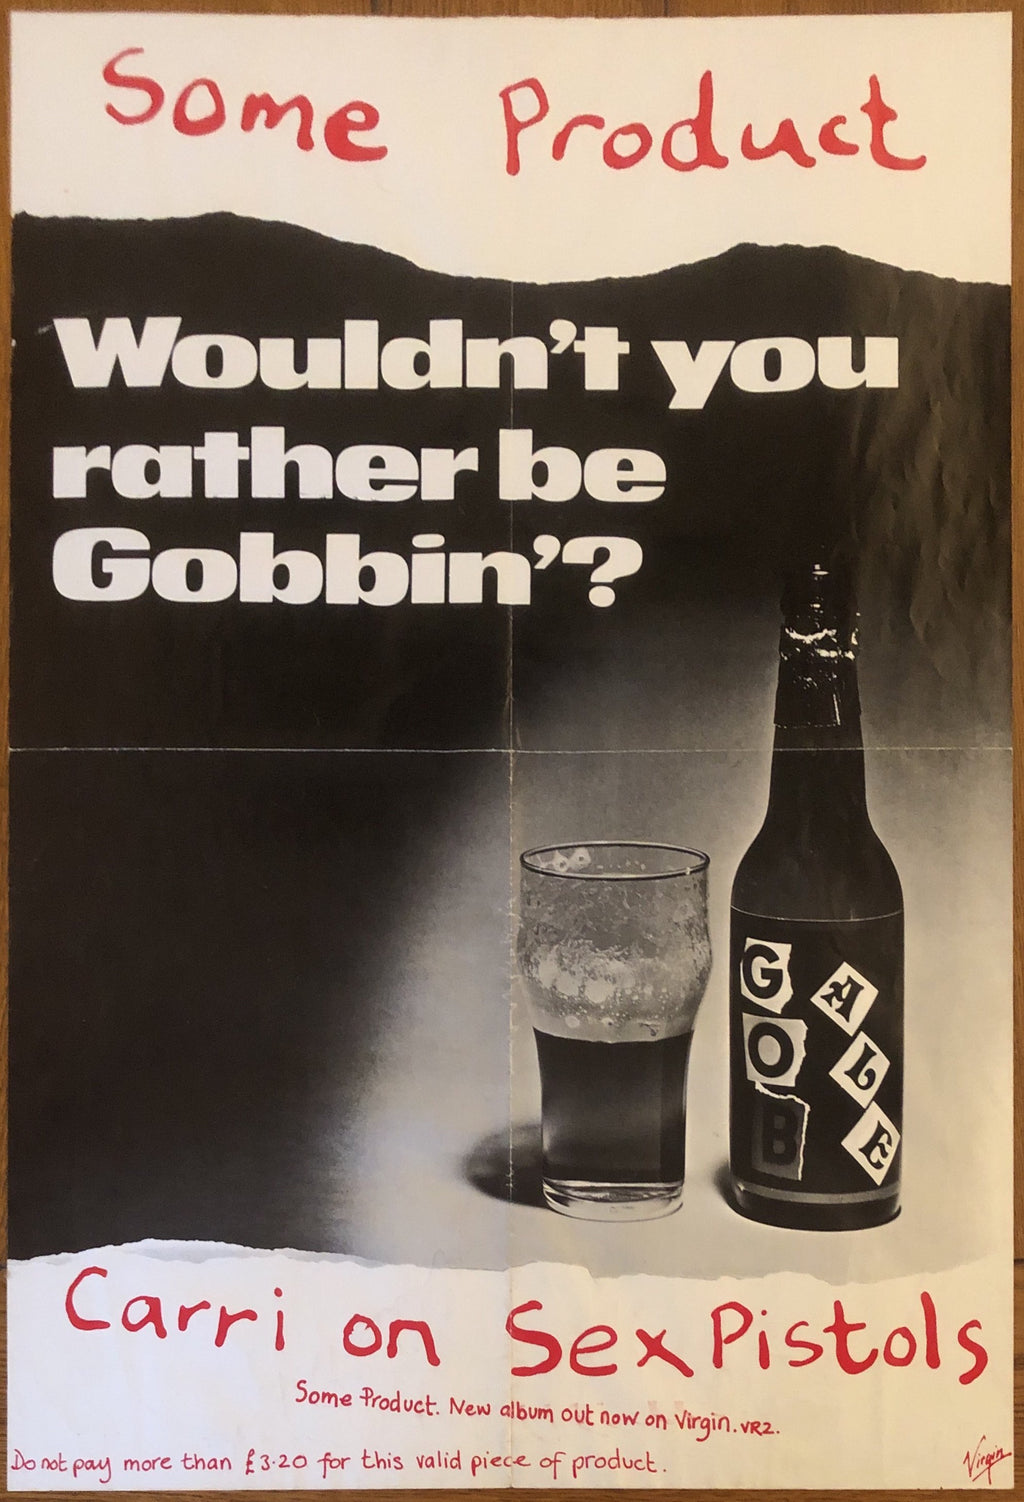 Some Product
Wouldn't you
rather be
Gobbin'?
GOB
ALE
Carri on Sex Pistols
Some Product. New album out now on Virgin. VR2.
Do not pay more than £3·20 for this valid piece of product.
Virgin